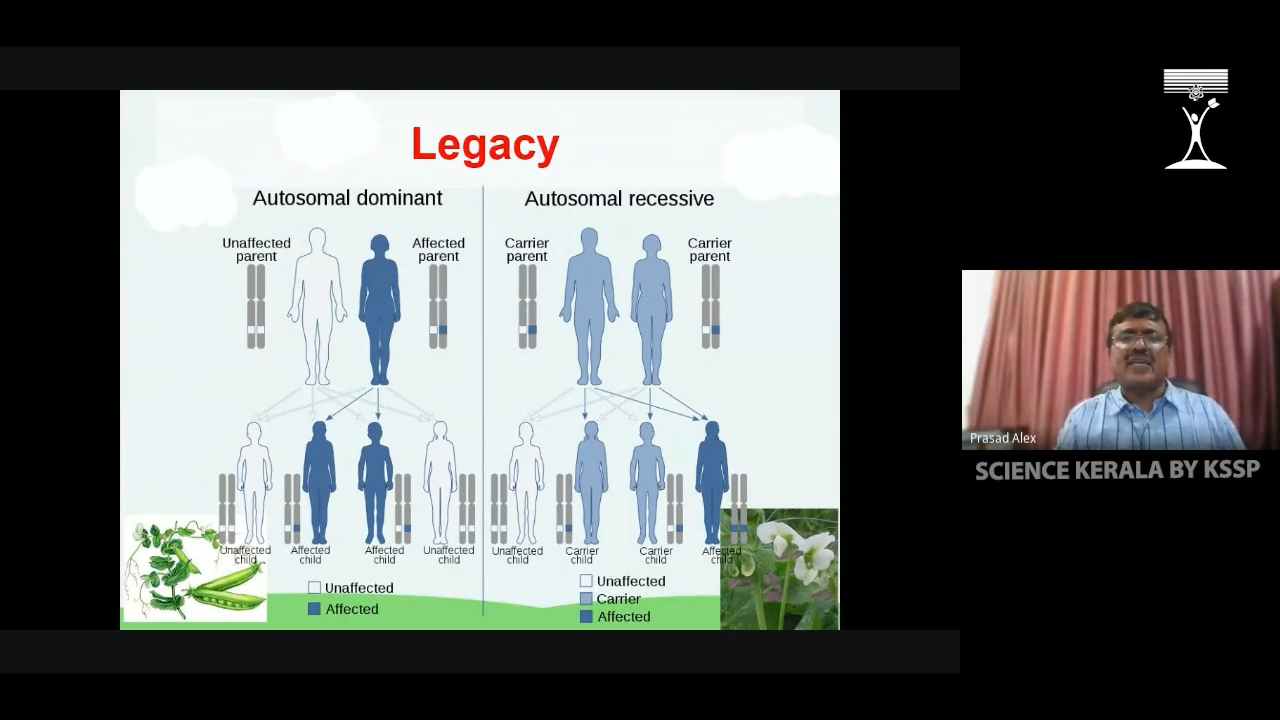 Legacy
Autosomal dominant
Autosomal recessive
Unaffected
parent
Affected
parent
Carrier
parent
Carrier
parent
Unaffected
child
Affected
child
Affected
child
Unaffected
child
Unaffected
child
Carrier
child
Carrier
child
Affected
child
Unaffected
Affected
Unaffected
Carrier
Affected
Prasad Alex
SCIENCE KERALA BY KSSP